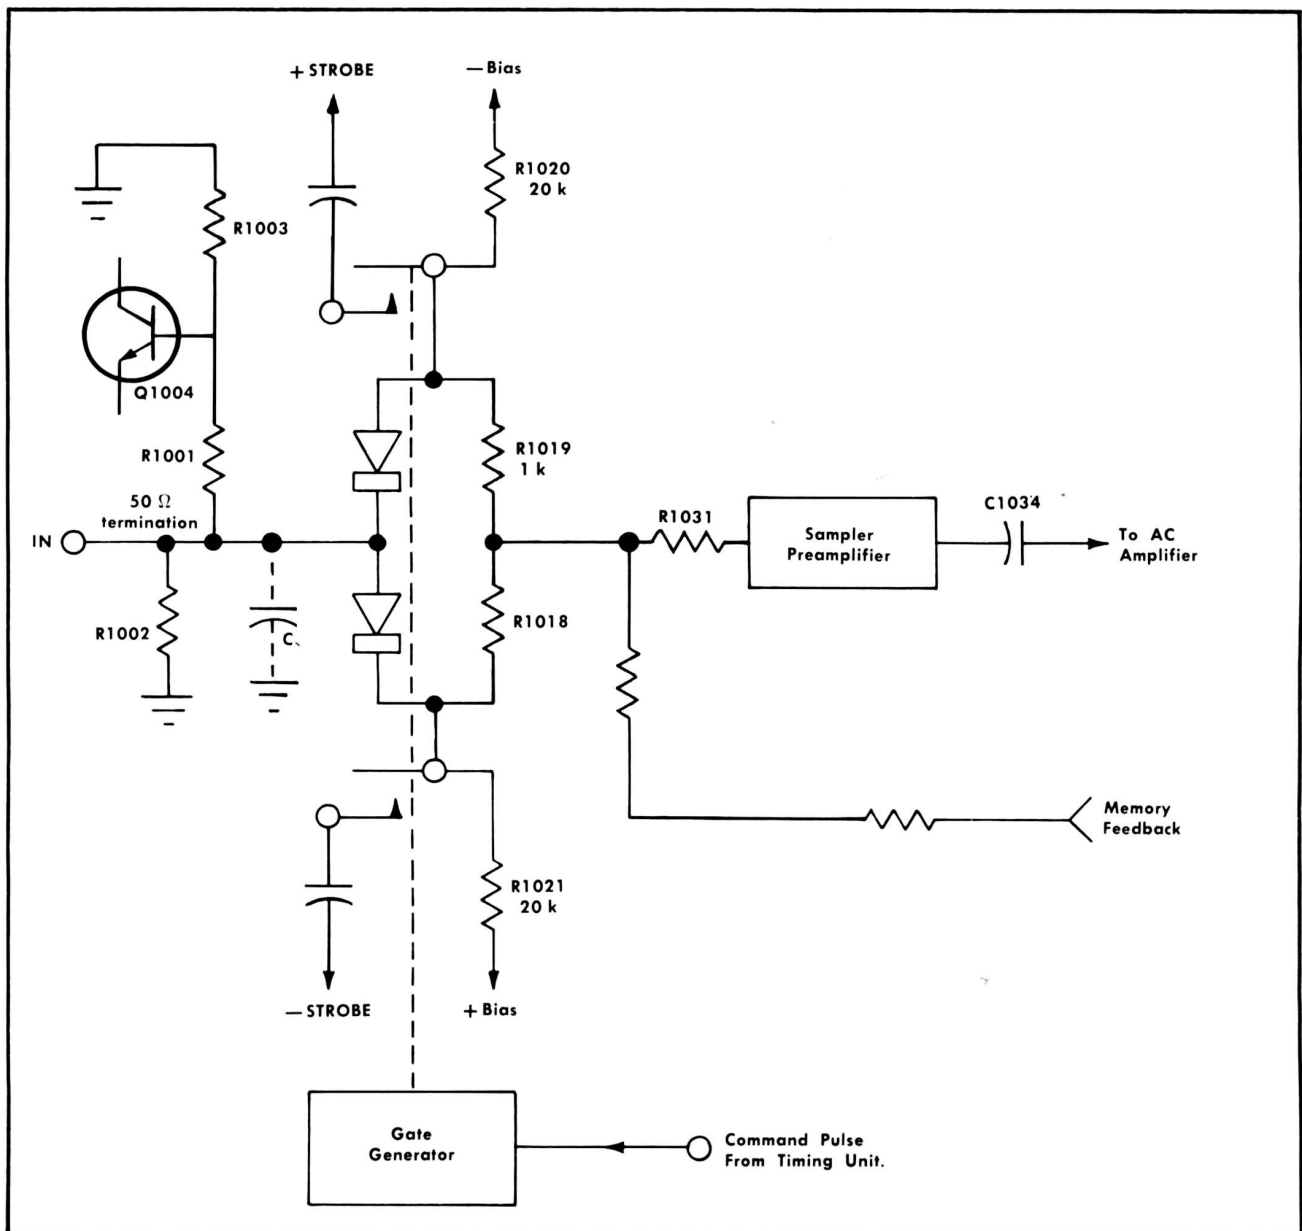 + STROBE
— Bias
R1020
20 k
R1003
Q1004
R1019
1 k
R1001
50 Ω
termination
C1034
R1031
IN
Sampler
Preamplifier
To AC
Amplifier
R1002
C
R1018
Memory
Feedback
R1021
20 k
— STROBE
+ Bias
Gate
Generator
Command Pulse
From Timing Unit.